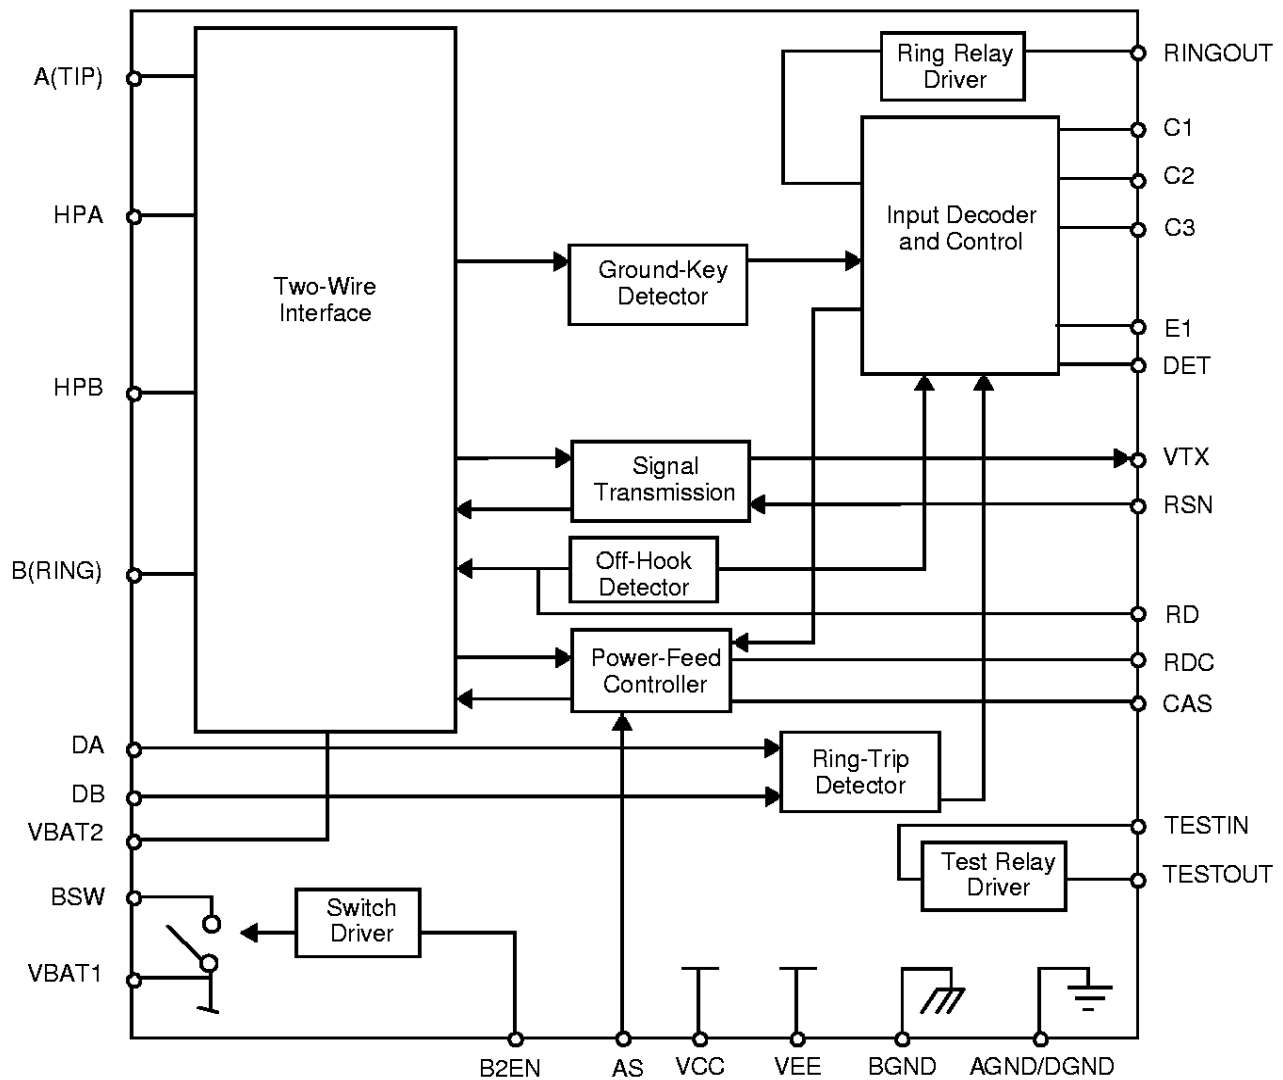 A(TIP)
HPA
HPB
B(RING)
DA
DB
VBAT2
BSW
VBAT1
Two-Wire
Interface
Ring Relay
Driver
Input Decoder
and Control
Ground-Key
Detector
Signal
Transmission
Off-Hook
Detector
Power-Feed
Controller
Ring-Trip
Detector
Test Relay
Driver
Switch
Driver
RINGOUT
C1
C2
C3
E1
DET
VTX
RSN
RD
RDC
CAS
TESTIN
TESTOUT
B2EN
AS
VCC
VEE
BGND
AGND/DGND